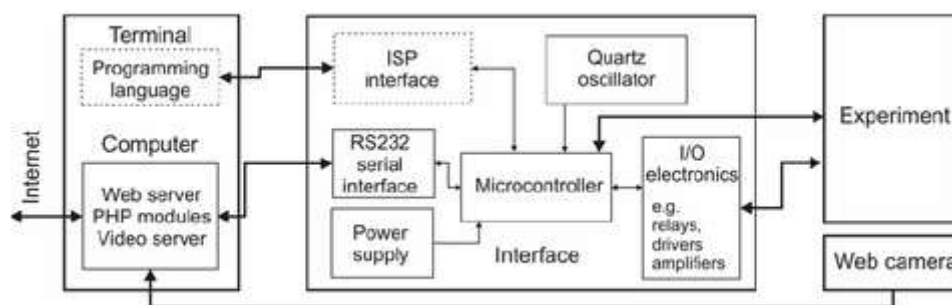 Terminal
Programming
language
Internet
Computer
Web server
PHP modules
Video server
ISP
interface
Quartz
oscillator
RS232
serial
interface
Microcontroller
I/O
electronics
e.g.
relays,
drivers
amplifiers
Power
supply
Interface
Experiment
Web camera